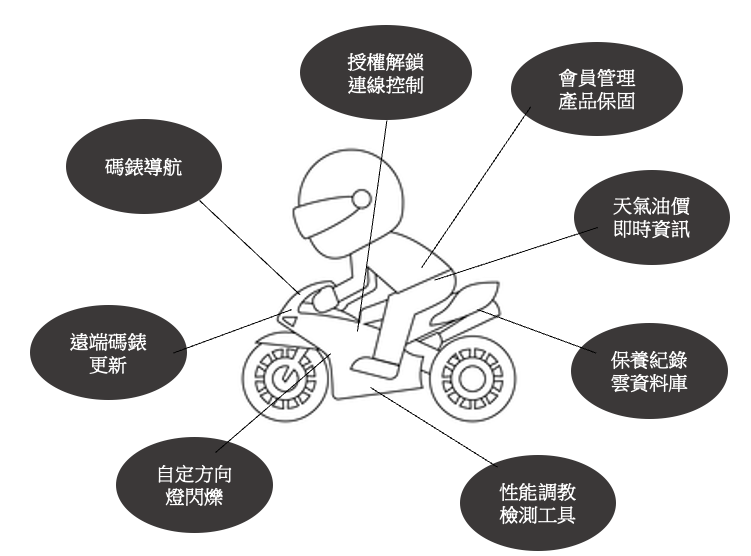 授權解鎖
連線控制
會員管理
產品保固
碼錶導航
天氣油價
即時資訊
遠端碼錶
更新
保養紀錄
雲資料庫
自定方向
燈閃爍
性能調教
檢測工具